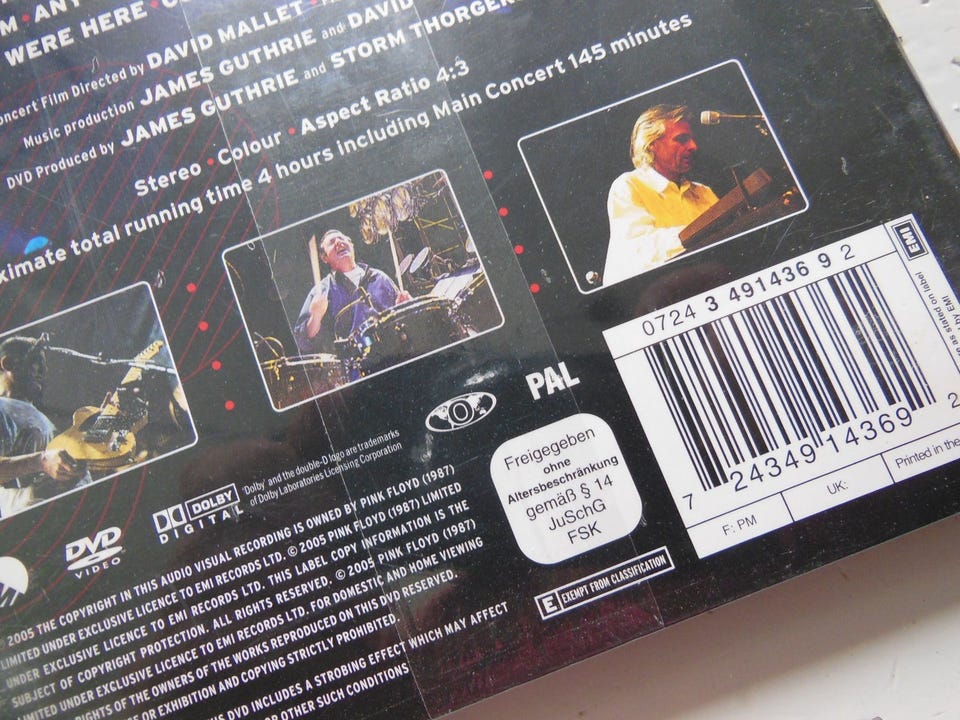 M • ANY
WERE HERE •
Concert Film Directed by DAVID MALLET •
Music production JAMES GUTHRIE and DAVID
DVD Produced by JAMES GUTHRIE and STORM THORGER
Stereo • Colour • Aspect Ratio 4:3
ximate total running time 4 hours including Main Concert 145 minutes
EMI
0724 3 491436 9 2
7 24349 14369 2
F: PM
UK:
Printed in the
as stated on label
by EMI
PAL
Freigegeben
ohne
Altersbeschränkung
gemäß § 14
JuSchG
FSK
E EXEMPT FROM CLASSIFICATION
DVD
VIDEO
DOLBY
DIGITAL
'Dolby' and the double-D logo are trademarks
of Dolby Laboratories Licensing Corporation
2005 THE COPYRIGHT IN THIS AUDIO VISUAL RECORDING IS OWNED BY PINK FLOYD (1987)
LIMITED UNDER EXCLUSIVE LICENCE TO EMI RECORDS LTD. © 2005 PINK FLOYD (1987) LIMITED
UNDER EXCLUSIVE LICENCE TO EMI RECORDS LTD. THIS LABEL COPY INFORMATION IS THE
SUBJECT OF COPYRIGHT PROTECTION. ALL RIGHTS RESERVED. © 2005 PINK FLOYD (1987)
LIMITED UNDER EXCLUSIVE LICENCE TO EMI RECORDS LTD. FOR DOMESTIC AND HOME VIEWING
RIGHTS OF THE OWNERS OF THE WORKS REPRODUCED ON THIS DVD RESERVED.
OR EXHIBITION AND COPYING STRICTLY PROHIBITED.
THIS DVD INCLUDES A STROBING EFFECT WHICH MAY AFFECT
OR OTHER SUCH CONDITIONS